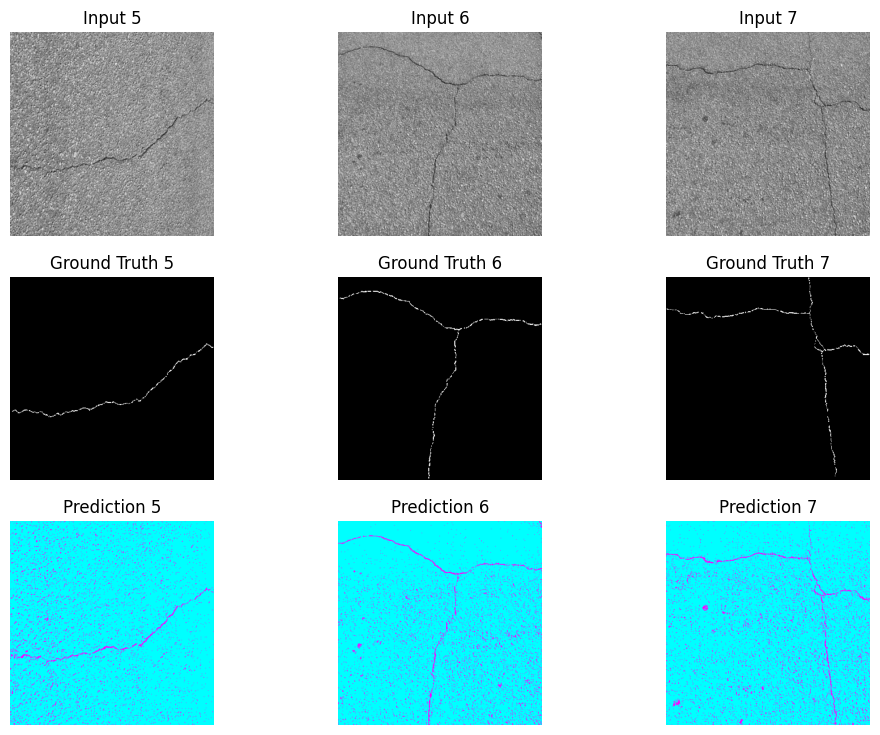 Input 5
Input 6
Input 7
Ground Truth 5
Ground Truth 6
Ground Truth 7
Prediction 5
Prediction 6
Prediction 7